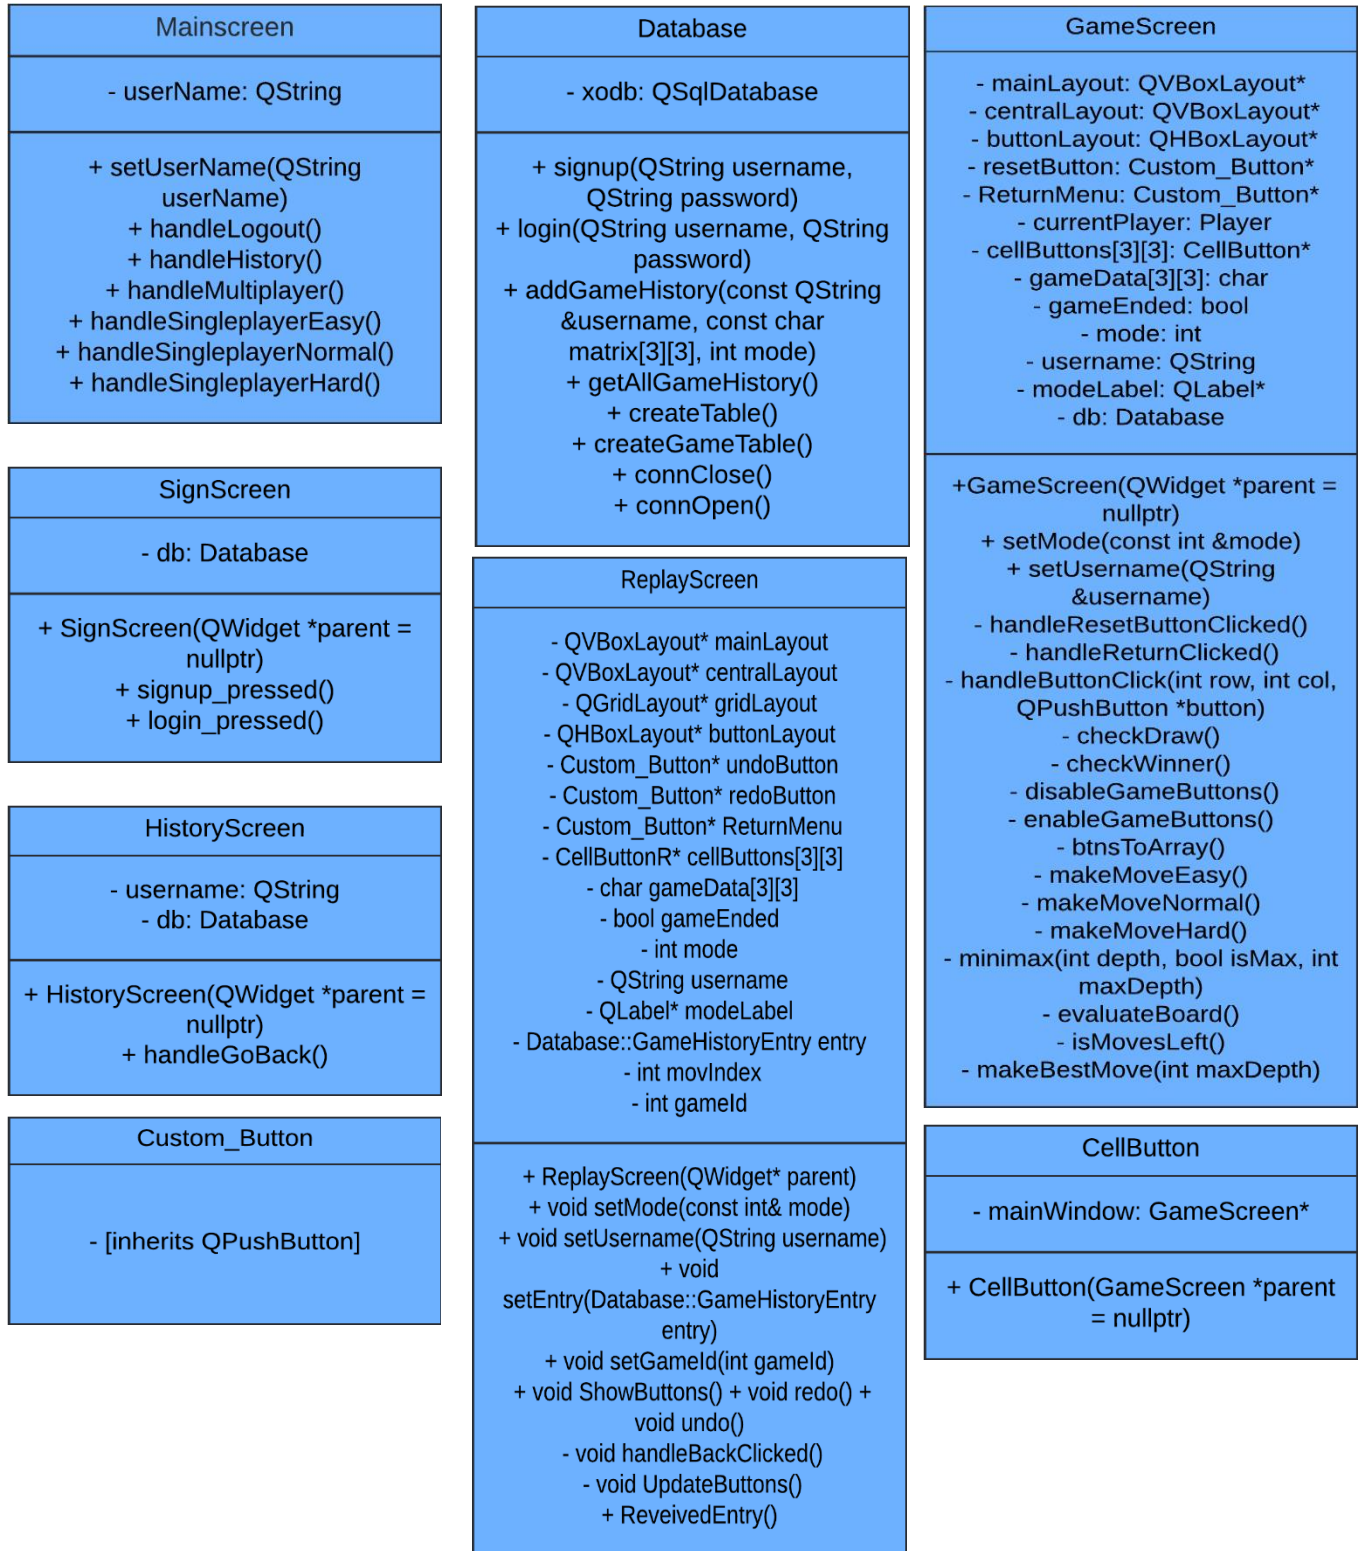 Mainscreen
- userName: QString
+ setUserName(QString
userName)
+ handleLogout()
+ handleHistory()
+ handleMultiplayer()
+ handleSingleplayerEasy()
+ handleSingleplayerNormal()
+ handleSingleplayerHard()
SignScreen
- db: Database
+ SignScreen(QWidget *parent =
nullptr)
+ signup_pressed()
+ login_pressed()
HistoryScreen
- username: QString
- db: Database
+ HistoryScreen(QWidget *parent =
nullptr)
+ handleGoBack()
Custom_Button
- [inherits QPushButton]
Database
- xodb: QSqlDatabase
+ signup(QString username,
QString password)
+ login(QString username, QString
password)
+ addGameHistory(const QString
&username, const char
matrix[3][3], int mode)
+ getAllGameHistory()
+ createTable()
+ createGameTable()
+ connClose()
+ connOpen()
ReplayScreen
- QVBoxLayout* mainLayout
- QVBoxLayout* centralLayout
- QGridLayout* gridLayout
- QHBoxLayout* buttonLayout
- Custom_Button* undoButton
- Custom_Button* redoButton
- Custom_Button* ReturnMenu
- CellButtonR* cellButtons[3][3]
- char gameData[3][3]
- bool gameEnded
- int mode
- QString username
- QLabel* modeLabel
- Database::GameHistoryEntry entry
- int movIndex
- int gameId
+ ReplayScreen(QWidget* parent)
+ void setMode(const int& mode)
+ void setUsername(QString username)
+ void
setEntry(Database::GameHistoryEntry
entry)
+ void setGameId(int gameId)
+ void ShowButtons() + void redo() +
void undo()
- void handleBackClicked()
- void UpdateButtons()
+ ReveivedEntry()
GameScreen
- mainLayout: QVBoxLayout*
- centralLayout: QVBoxLayout*
- buttonLayout: QHBoxLayout*
- resetButton: Custom_Button*
- ReturnMenu: Custom_Button*
- currentPlayer: Player
- cellButtons[3][3]: CellButton*
- gameData[3][3]: char
- gameEnded: bool
- mode: int
- username: QString
- modeLabel: QLabel*
- db: Database
+GameScreen(QWidget *parent =
nullptr)
+ setMode(const int &mode)
+ setUsername(QString
&username)
- handleResetButtonClicked()
- handleReturnClicked()
- handleButtonClick(int row, int col,
QPushButton *button)
- checkDraw()
- checkWinner()
- disableGameButtons()
- enableGameButtons()
- btnsToArray()
- makeMoveEasy()
- makeMoveNormal()
- makeMoveHard()
- minimax(int depth, bool isMax, int
maxDepth)
- evaluateBoard()
- isMovesLeft()
- makeBestMove(int maxDepth)
CellButton
- mainWindow: GameScreen*
+ CellButton(GameScreen *parent
= nullptr)